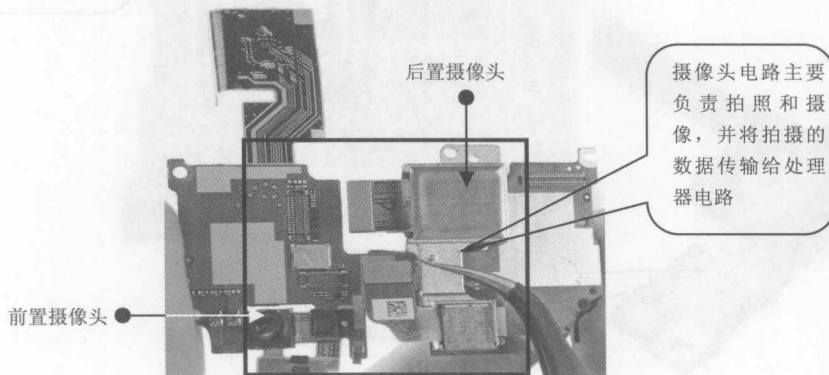 后置摄像头
摄像头电路主要
负责拍照和摄
像，并将拍摄的
数据传输给处理
器电路
前置摄像头